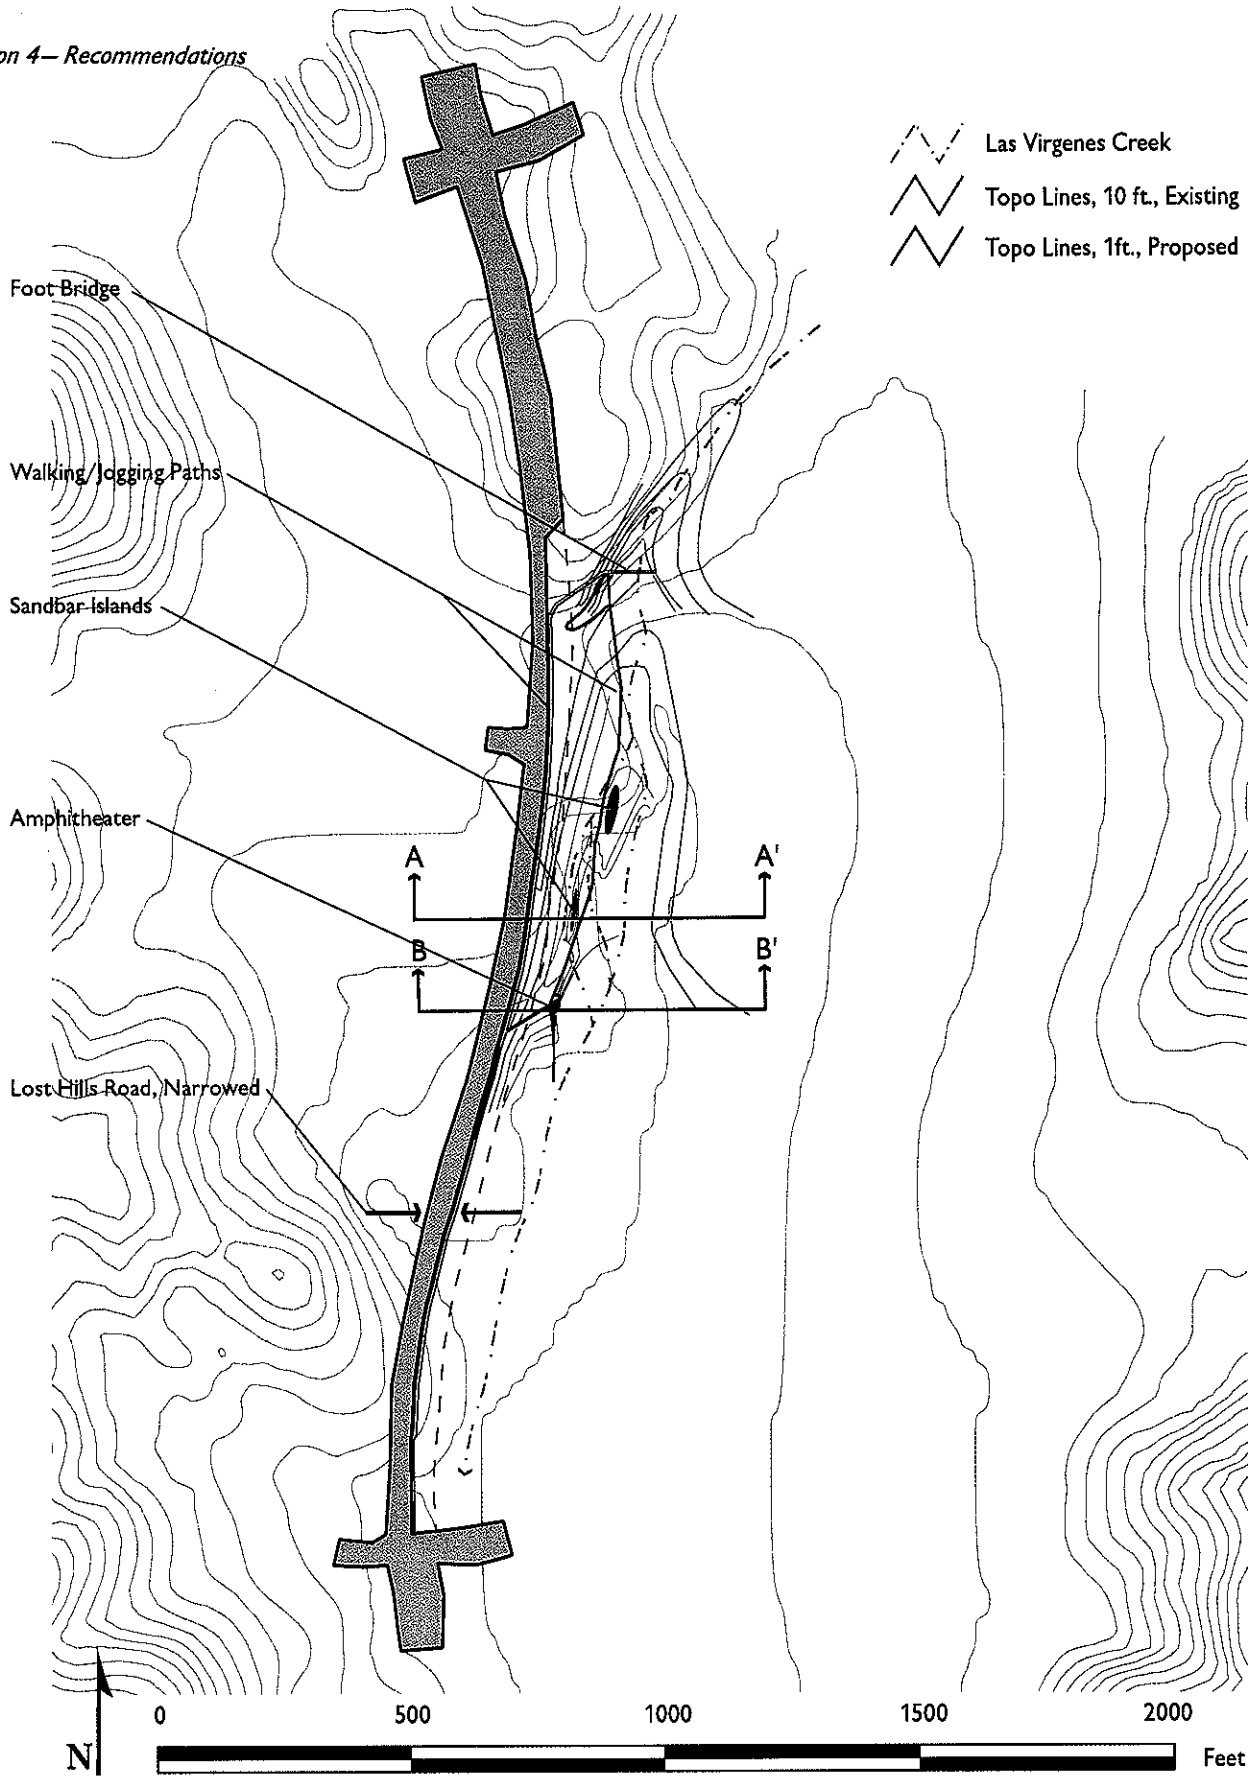 on 4— Recommendations
Las Virgenes Creek
Topo Lines, 10 ft., Existing
Topo Lines, 1ft., Proposed
Foot Bridge
Walking/Jogging Paths
Sandbar Islands
Amphitheater
A
A'
B
B'
Lost Hills Road, Narrowed
0
500
1000
1500
2000
N
Feet